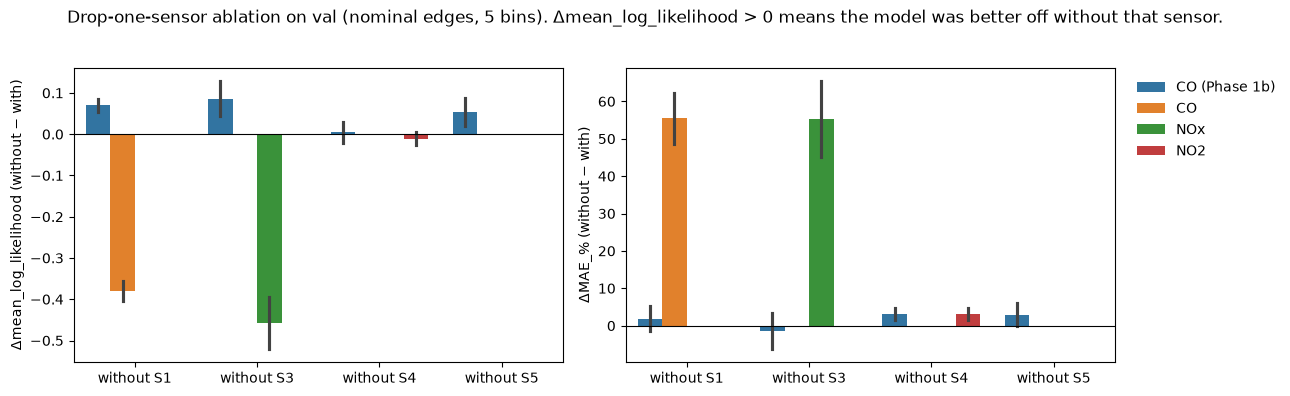 Drop-one-sensor ablation on val (nominal edges, 5 bins). Δmean_log_likelihood > 0 means the model was better off without that sensor.
Δmean_log_likelihood (without − with)
0.1
0.0
−0.1
−0.2
−0.3
−0.4
−0.5
without S1
without S3
without S4
without S5
ΔMAE_% (without − with)
60
50
40
30
20
10
0
without S1
without S3
without S4
without S5
CO (Phase 1b)
CO
NOx
NO2